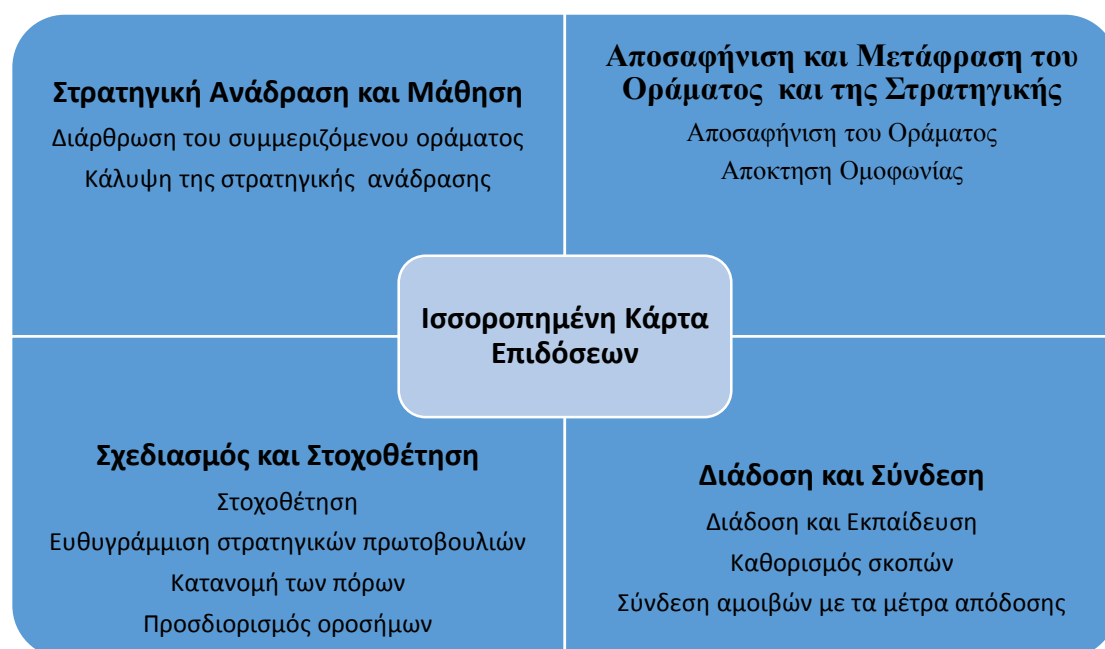 Στρατηγική Ανάδραση και Μάθηση
Διάρθρωση του συμμεριζόμενου οράματος
Κάλυψη της στρατηγικής ανάδρασης
Αποσαφήνιση και Μετάφραση του
Οράματος και της Στρατηγικής
Αποσαφήνιση του Οράματος
Αποκτηση Ομοφωνίας
Ισσοροπημένη Κάρτα
Επιδόσεων
Σχεδιασμός και Στοχοθέτηση
Στοχοθέτηση
Ευθυγράμμιση στρατηγικών πρωτοβουλιών
Κατανομή των πόρων
Προσδιορισμός οροσήμων
Διάδοση και Σύνδεση
Διάδοση και Εκπαίδευση
Καθορισμός σκοπών
Σύνδεση αμοιβών με τα μέτρα απόδοσης